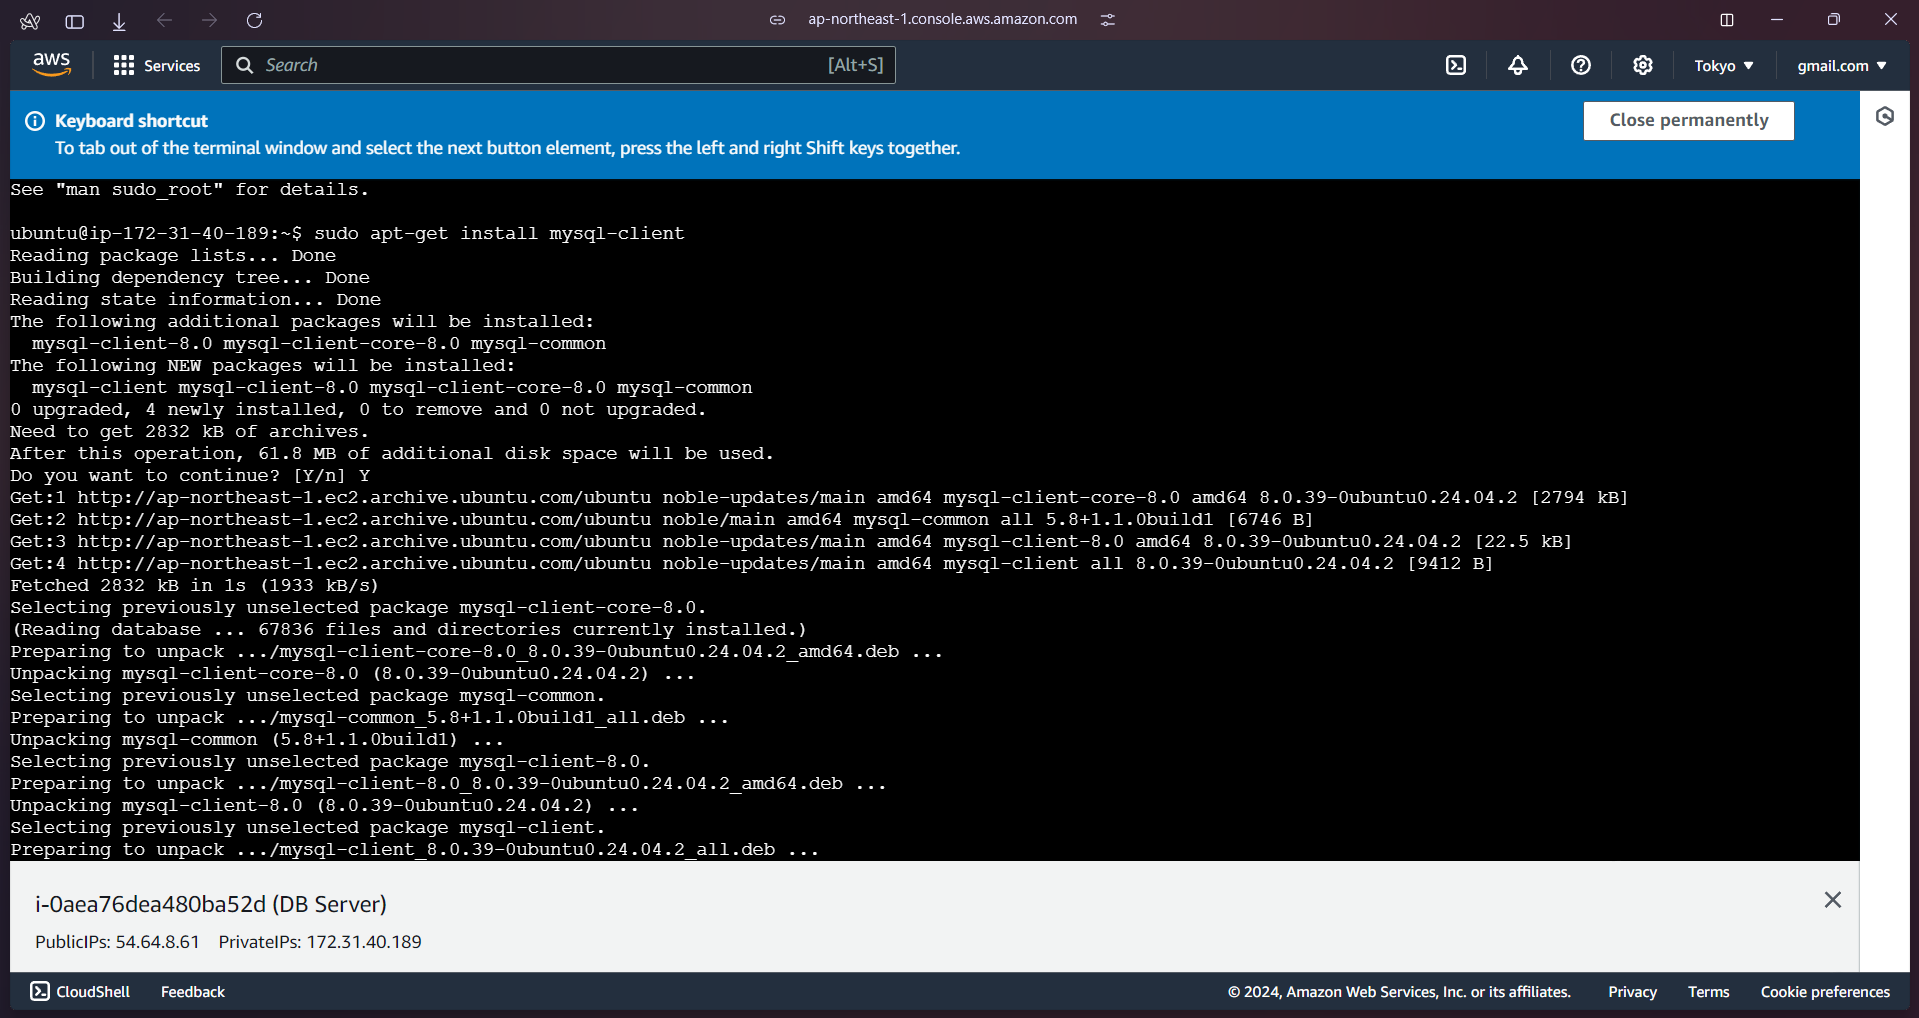 ap-northeast-1.console.aws.amazon.com
aws Services Search [Alt+S] Tokyo gmail.com
Keyboard shortcut Close permanently
To tab out of the terminal window and select the next button element, press the left and right Shift keys together.
See "man sudo_root" for details.
ubuntu@ip-172-31-40-189:~$ sudo apt-get install mysql-client
Reading package lists... Done
Building dependency tree... Done
Reading state information... Done
The following additional packages will be installed:
  mysql-client-8.0 mysql-client-core-8.0 mysql-common
The following NEW packages will be installed:
  mysql-client mysql-client-8.0 mysql-client-core-8.0 mysql-common
0 upgraded, 4 newly installed, 0 to remove and 0 not upgraded.
Need to get 2832 kB of archives.
After this operation, 61.8 MB of additional disk space will be used.
Do you want to continue? [Y/n] Y
Get:1 http://ap-northeast-1.ec2.archive.ubuntu.com/ubuntu noble-updates/main amd64 mysql-client-core-8.0 amd64 8.0.39-0ubuntu0.24.04.2 [2794 kB]
Get:2 http://ap-northeast-1.ec2.archive.ubuntu.com/ubuntu noble/main amd64 mysql-common all 5.8+1.1.0build1 [6746 B]
Get:3 http://ap-northeast-1.ec2.archive.ubuntu.com/ubuntu noble-updates/main amd64 mysql-client-8.0 amd64 8.0.39-0ubuntu0.24.04.2 [22.5 kB]
Get:4 http://ap-northeast-1.ec2.archive.ubuntu.com/ubuntu noble-updates/main amd64 mysql-client all 8.0.39-0ubuntu0.24.04.2 [9412 B]
Fetched 2832 kB in 1s (1933 kB/s)
Selecting previously unselected package mysql-client-core-8.0.
(Reading database ... 67836 files and directories currently installed.)
Preparing to unpack .../mysql-client-core-8.0_8.0.39-0ubuntu0.24.04.2_amd64.deb ...
Unpacking mysql-client-core-8.0 (8.0.39-0ubuntu0.24.04.2) ...
Selecting previously unselected package mysql-common.
Preparing to unpack .../mysql-common_5.8+1.1.0build1_all.deb ...
Unpacking mysql-common (5.8+1.1.0build1) ...
Selecting previously unselected package mysql-client-8.0.
Preparing to unpack .../mysql-client-8.0_8.0.39-0ubuntu0.24.04.2_amd64.deb ...
Unpacking mysql-client-8.0 (8.0.39-0ubuntu0.24.04.2) ...
Selecting previously unselected package mysql-client.
Preparing to unpack .../mysql-client_8.0.39-0ubuntu0.24.04.2_all.deb ...
i-0aea76dea480ba52d (DB Server)
PublicIPs: 54.64.8.61 PrivateIPs: 172.31.40.189
CloudShell Feedback © 2024, Amazon Web Services, Inc. or its affiliates. Privacy Terms Cookie preferences